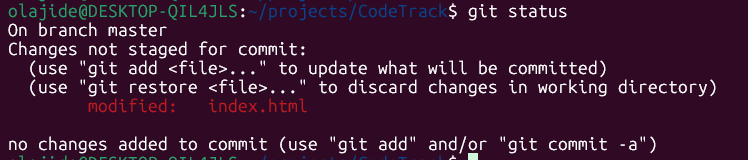 olajide@DESKTOP-QIL4JLS:~/projects/CodeTrack$ git status
On branch master
Changes not staged for commit:
  (use "git add <file>..." to update what will be committed)
  (use "git restore <file>..." to discard changes in working directory)
        modified:   index.html

no changes added to commit (use "git add" and/or "git commit -a")
olajide@DESKTOP-QIL4JLS:~/projects/CodeTrack$